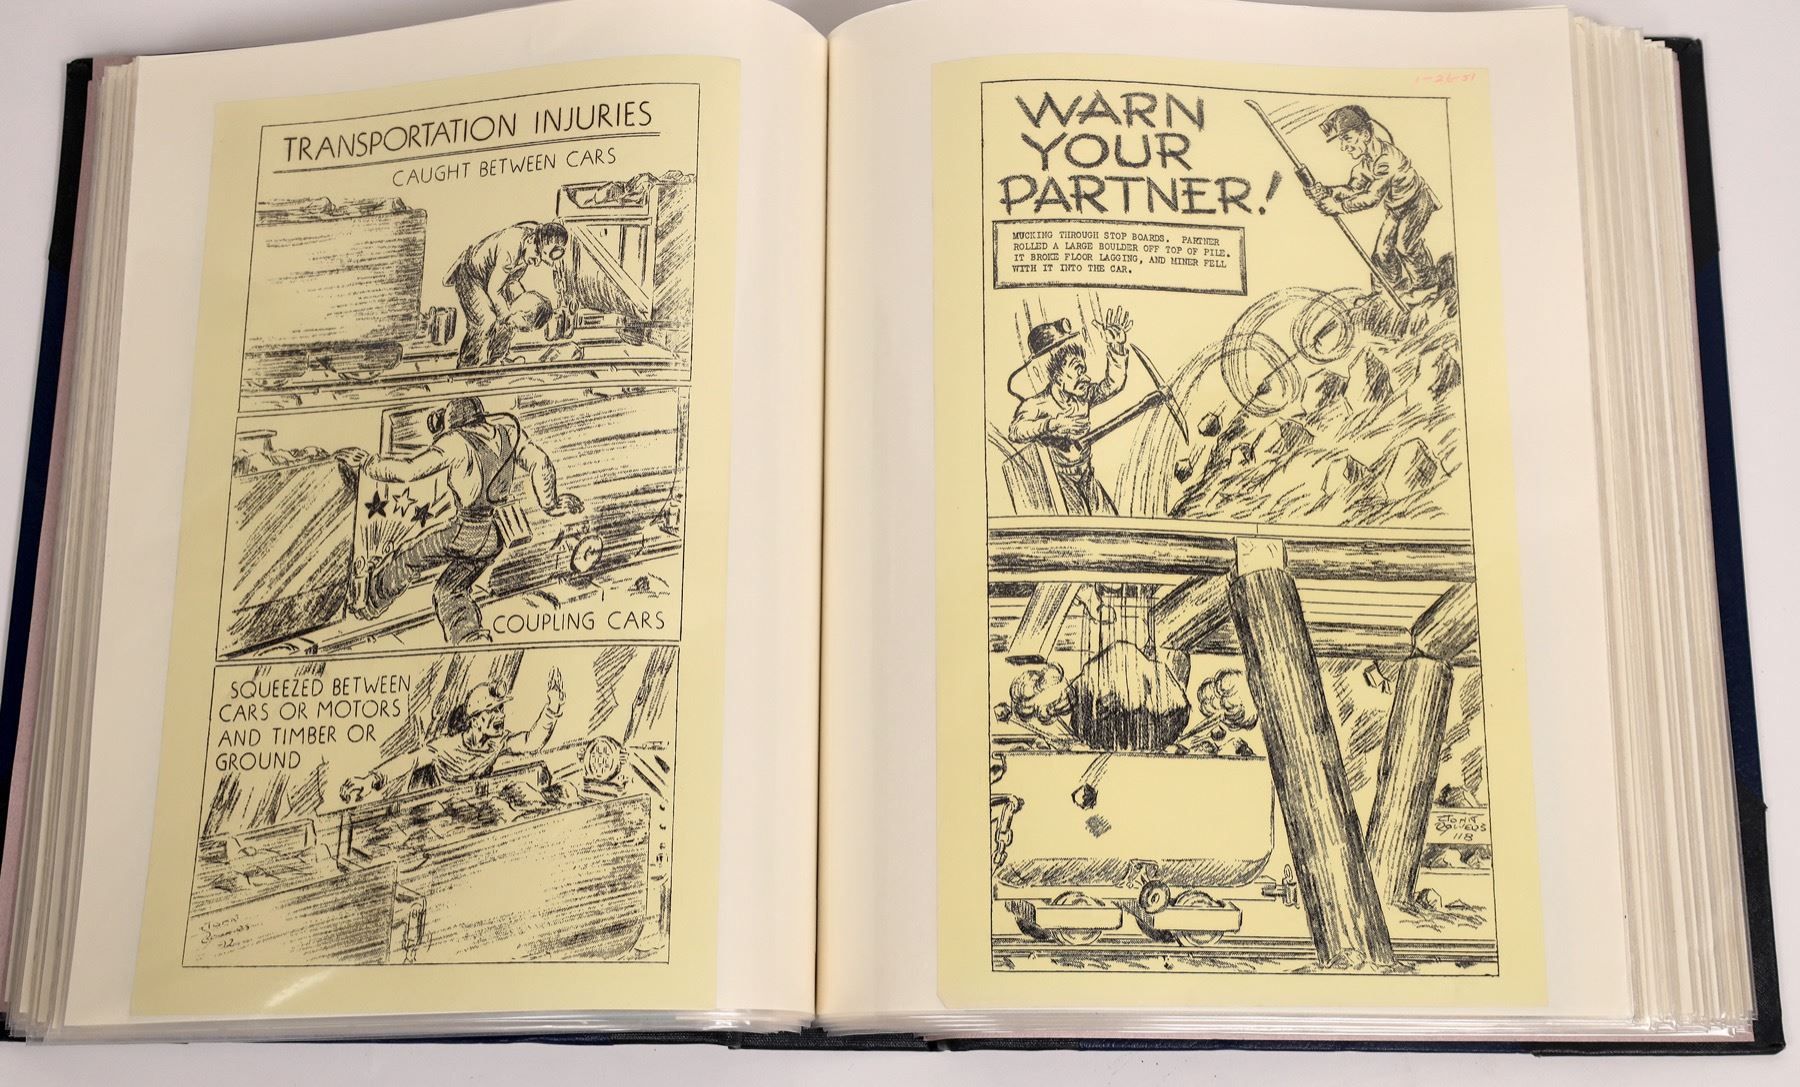 TRANSPORTATION INJURIES
CAUGHT BETWEEN CARS
COUPLING CARS
SQUEEZED BETWEEN
CARS OR MOTORS
AND TIMBER OR
GROUND
1-26-51
WARN
YOUR
PARTNER!
MUCKING THROUGH STOP BOARDS. PARTNER
ROLLED A LARGE BOULDER OFF TOP OF PILE.
IT BROKE FLOOR LAGGING, AND MINER FELL
WITH IT INTO THE CAR.
118